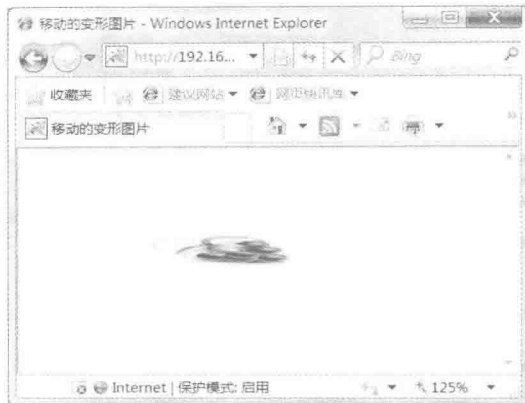 移动的变形图片 - Windows Internet Explorer
http://192.16...
Bing
收藏夹
建议网站
网页快讯库
移动的变形图片
Internet | 保护模式: 启用
125%